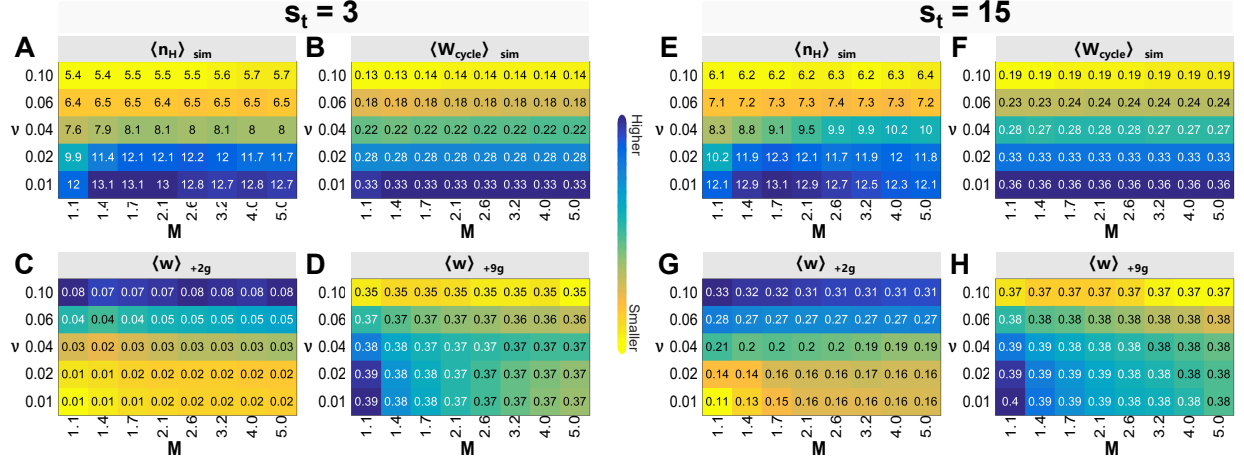 s_t = 3
s_t = 15
A
⟨n_H⟩ sim
B
⟨W_cycle⟩ sim
E
⟨n_H⟩ sim
F
⟨W_cycle⟩ sim
0.10 5.4 5.4 5.5 5.5 5.5 5.6 5.7 5.7
0.06 6.4 6.5 6.5 6.5 6.5 6.5 6.5 6.5
ν 0.04 7.6 7.9 8.1 8.1 8 8.1 8 8
0.02 9.9 11.4 12.1 12.1 12.2 12 11.7 11.7
0.01 12 13.1 13.1 13 12.8 12.7 12.8 12.7
1.1 1.4 1.7 2.1 2.6 3.2 4.0 5.0
M
0.10 0.13 0.13 0.14 0.14 0.14 0.14 0.14 0.14
0.06 0.18 0.18 0.18 0.18 0.18 0.18 0.18 0.18
ν 0.04 0.22 0.22 0.22 0.22 0.22 0.22 0.22 0.22
0.02 0.28 0.28 0.28 0.28 0.28 0.28 0.28 0.28
0.01 0.33 0.33 0.33 0.33 0.33 0.33 0.33 0.33
1.1 1.4 1.7 2.1 2.6 3.2 4.0 5.0
M
Higher
Smaller
0.10 6.1 6.2 6.2 6.2 6.3 6.2 6.3 6.4
0.06 7.1 7.2 7.3 7.3 7.4 7.3 7.3 7.2
ν 0.04 8.3 8.8 9.1 9.5 9.9 9.9 10.2 10
0.02 10.2 11.9 12.3 12.1 11.7 11.9 12 11.8
0.01 12.1 12.9 13.1 12.9 12.7 12.5 12.3 12.1
1.1 1.4 1.7 2.1 2.6 3.2 4.0 5.0
M
0.10 0.19 0.19 0.19 0.19 0.19 0.19 0.19 0.19
0.06 0.23 0.23 0.24 0.24 0.24 0.24 0.24 0.24
ν 0.04 0.28 0.27 0.28 0.28 0.28 0.27 0.27 0.27
0.02 0.33 0.33 0.33 0.33 0.33 0.33 0.33 0.33
0.01 0.36 0.36 0.36 0.36 0.36 0.36 0.36 0.36
1.1 1.4 1.7 2.1 2.6 3.2 4.0 5.0
M
C
⟨w⟩ +2g
D
⟨w⟩ +9g
G
⟨w⟩ +2g
H
⟨w⟩ +9g
0.10 0.08 0.07 0.07 0.07 0.08 0.08 0.08 0.08
0.06 0.04 0.04 0.04 0.05 0.05 0.05 0.05 0.05
ν 0.04 0.03 0.02 0.03 0.03 0.03 0.03 0.03 0.03
0.02 0.01 0.01 0.02 0.02 0.02 0.02 0.02 0.02
0.01 0.01 0.01 0.01 0.02 0.02 0.02 0.02 0.02
1.1 1.4 1.7 2.1 2.6 3.2 4.0 5.0
M
0.10 0.35 0.35 0.35 0.35 0.35 0.35 0.35 0.35
0.06 0.37 0.37 0.37 0.37 0.37 0.36 0.36 0.36
ν 0.04 0.38 0.38 0.38 0.37 0.37 0.37 0.37 0.37
0.02 0.39 0.38 0.38 0.37 0.37 0.37 0.37 0.37
0.01 0.39 0.38 0.38 0.37 0.37 0.37 0.37 0.37
1.1 1.4 1.7 2.1 2.6 3.2 4.0 5.0
M
0.10 0.33 0.32 0.32 0.31 0.31 0.31 0.31 0.31
0.06 0.28 0.27 0.27 0.27 0.27 0.27 0.27 0.27
ν 0.04 0.21 0.2 0.2 0.2 0.2 0.19 0.19 0.19
0.02 0.14 0.14 0.16 0.16 0.16 0.17 0.16 0.16
0.01 0.11 0.13 0.15 0.16 0.16 0.16 0.16 0.16
1.1 1.4 1.7 2.1 2.6 3.2 4.0 5.0
M
0.10 0.37 0.37 0.37 0.37 0.37 0.37 0.37 0.37
0.06 0.38 0.38 0.38 0.38 0.38 0.38 0.38 0.38
ν 0.04 0.39 0.39 0.39 0.38 0.38 0.38 0.38 0.38
0.02 0.39 0.39 0.39 0.38 0.38 0.38 0.38 0.38
0.01 0.4 0.39 0.39 0.39 0.38 0.38 0.38 0.38
1.1 1.4 1.7 2.1 2.6 3.2 4.0 5.0
M